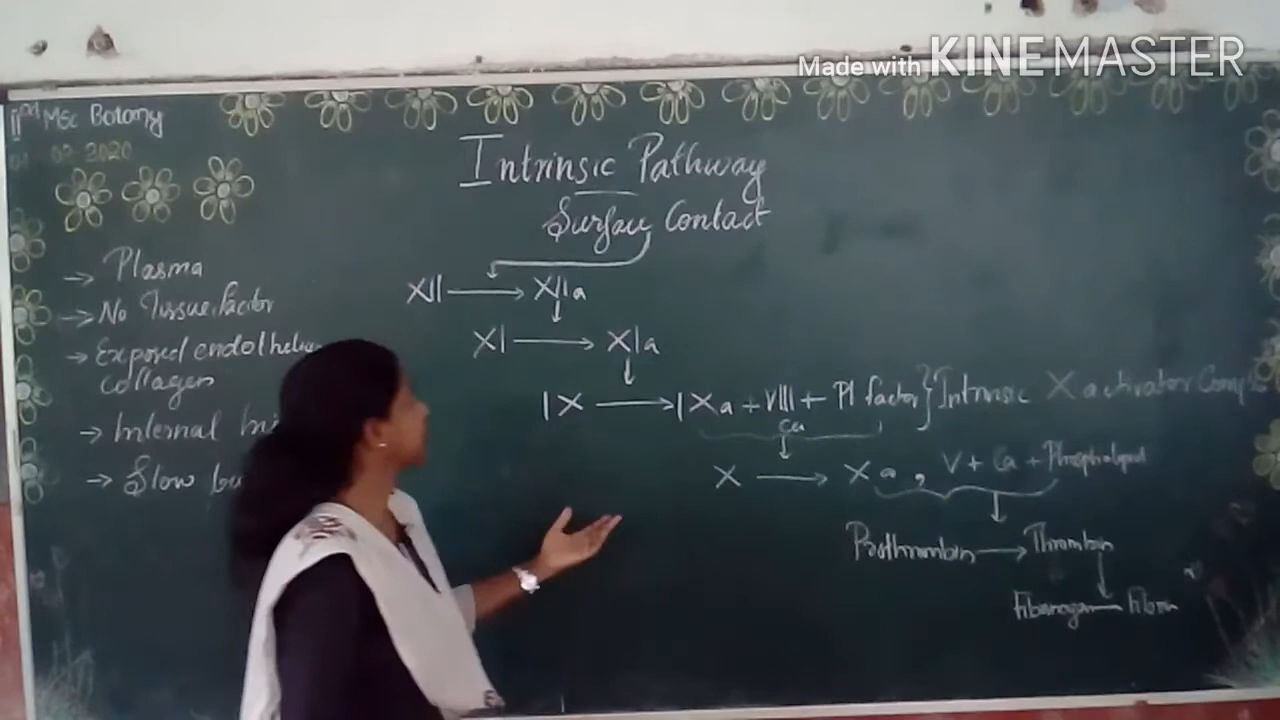 Made with KINEMASTER
IInd MSc Botany
02-2020
Intrinsic Pathway
Surface Contact
→ Plasma
→ No Tissue factor
→ Exposed
collagen
→ Internal
→ Slow
XII → XIIa
XI → XIa
IX → IXa + VIII + Pl factor } Intrinsic X activator Comp
Ca
X → Xa, V + Ca + Phospholipid
Prothrombin → Thrombin
Fibrinogen — Fibrin